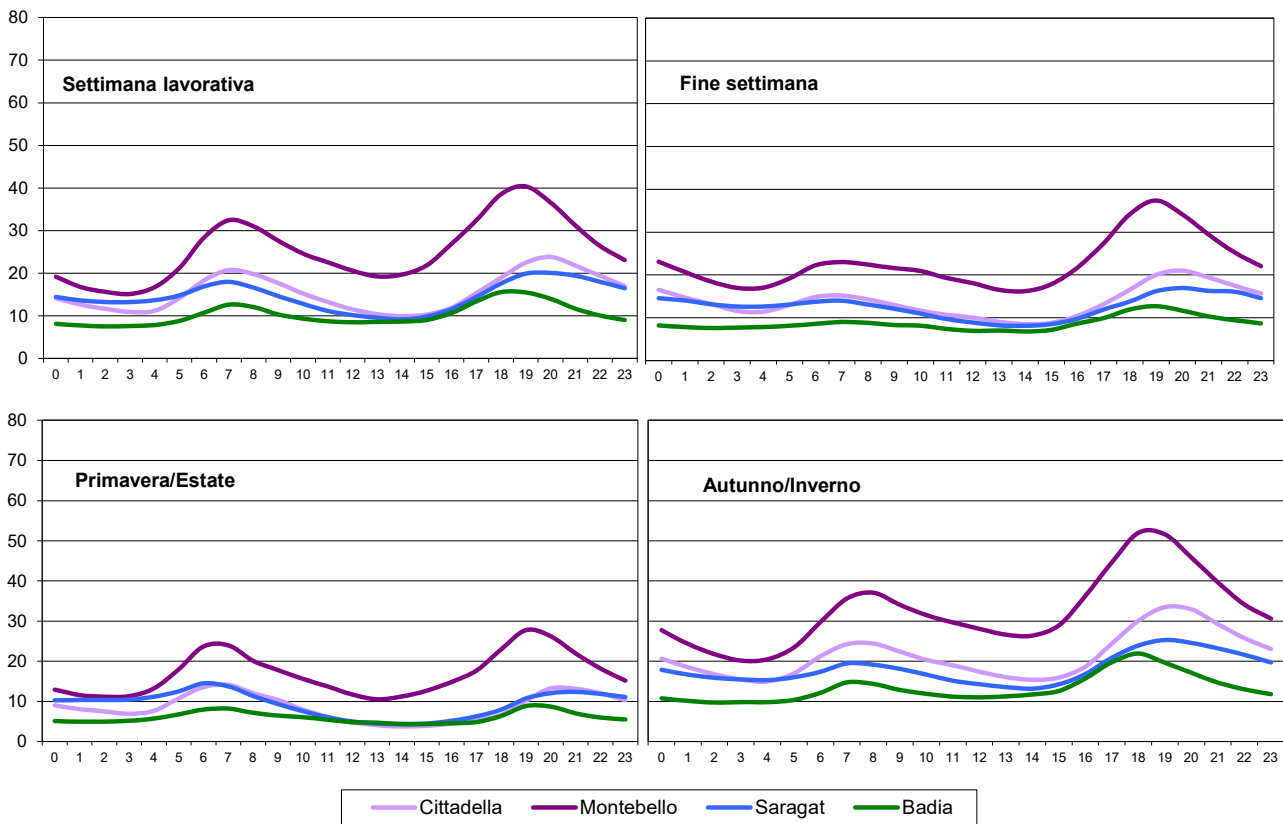 80
70
60
50
40
30
20
10
0
Settimana lavorativa
0 1 2 3 4 5 6 7 8 9 10 11 12 13 14 15 16 17 18 19 20 21 22 23
Fine settimana
0 1 2 3 4 5 6 7 8 9 10 11 12 13 14 15 16 17 18 19 20 21 22 23
80
70
60
50
40
30
20
10
0
Primavera/Estate
0 1 2 3 4 5 6 7 8 9 10 11 12 13 14 15 16 17 18 19 20 21 22 23
Autunno/Inverno
0 1 2 3 4 5 6 7 8 9 10 11 12 13 14 15 16 17 18 19 20 21 22 23
Cittadella Montebello Saragat Badia